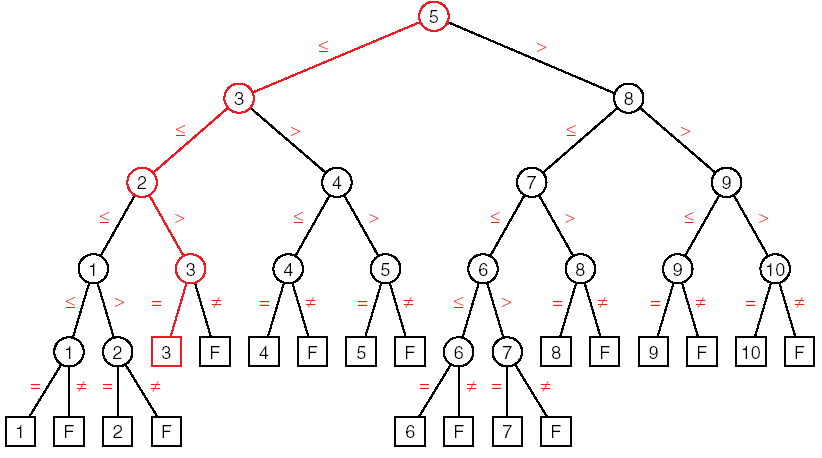 5
≤ >
3 8
≤ > ≤ >
2 4 7 9
≤ > ≤ > ≤ > ≤ >
1 3 4 5 6 8 9 10
≤ > = ≠ = ≠ = ≠ ≤ > = ≠ = ≠ = ≠
1 2 3 F 4 F 5 F 6 7 8 F 9 F 10 F
= ≠ = ≠ = ≠ = ≠
1 F 2 F 6 F 7 F